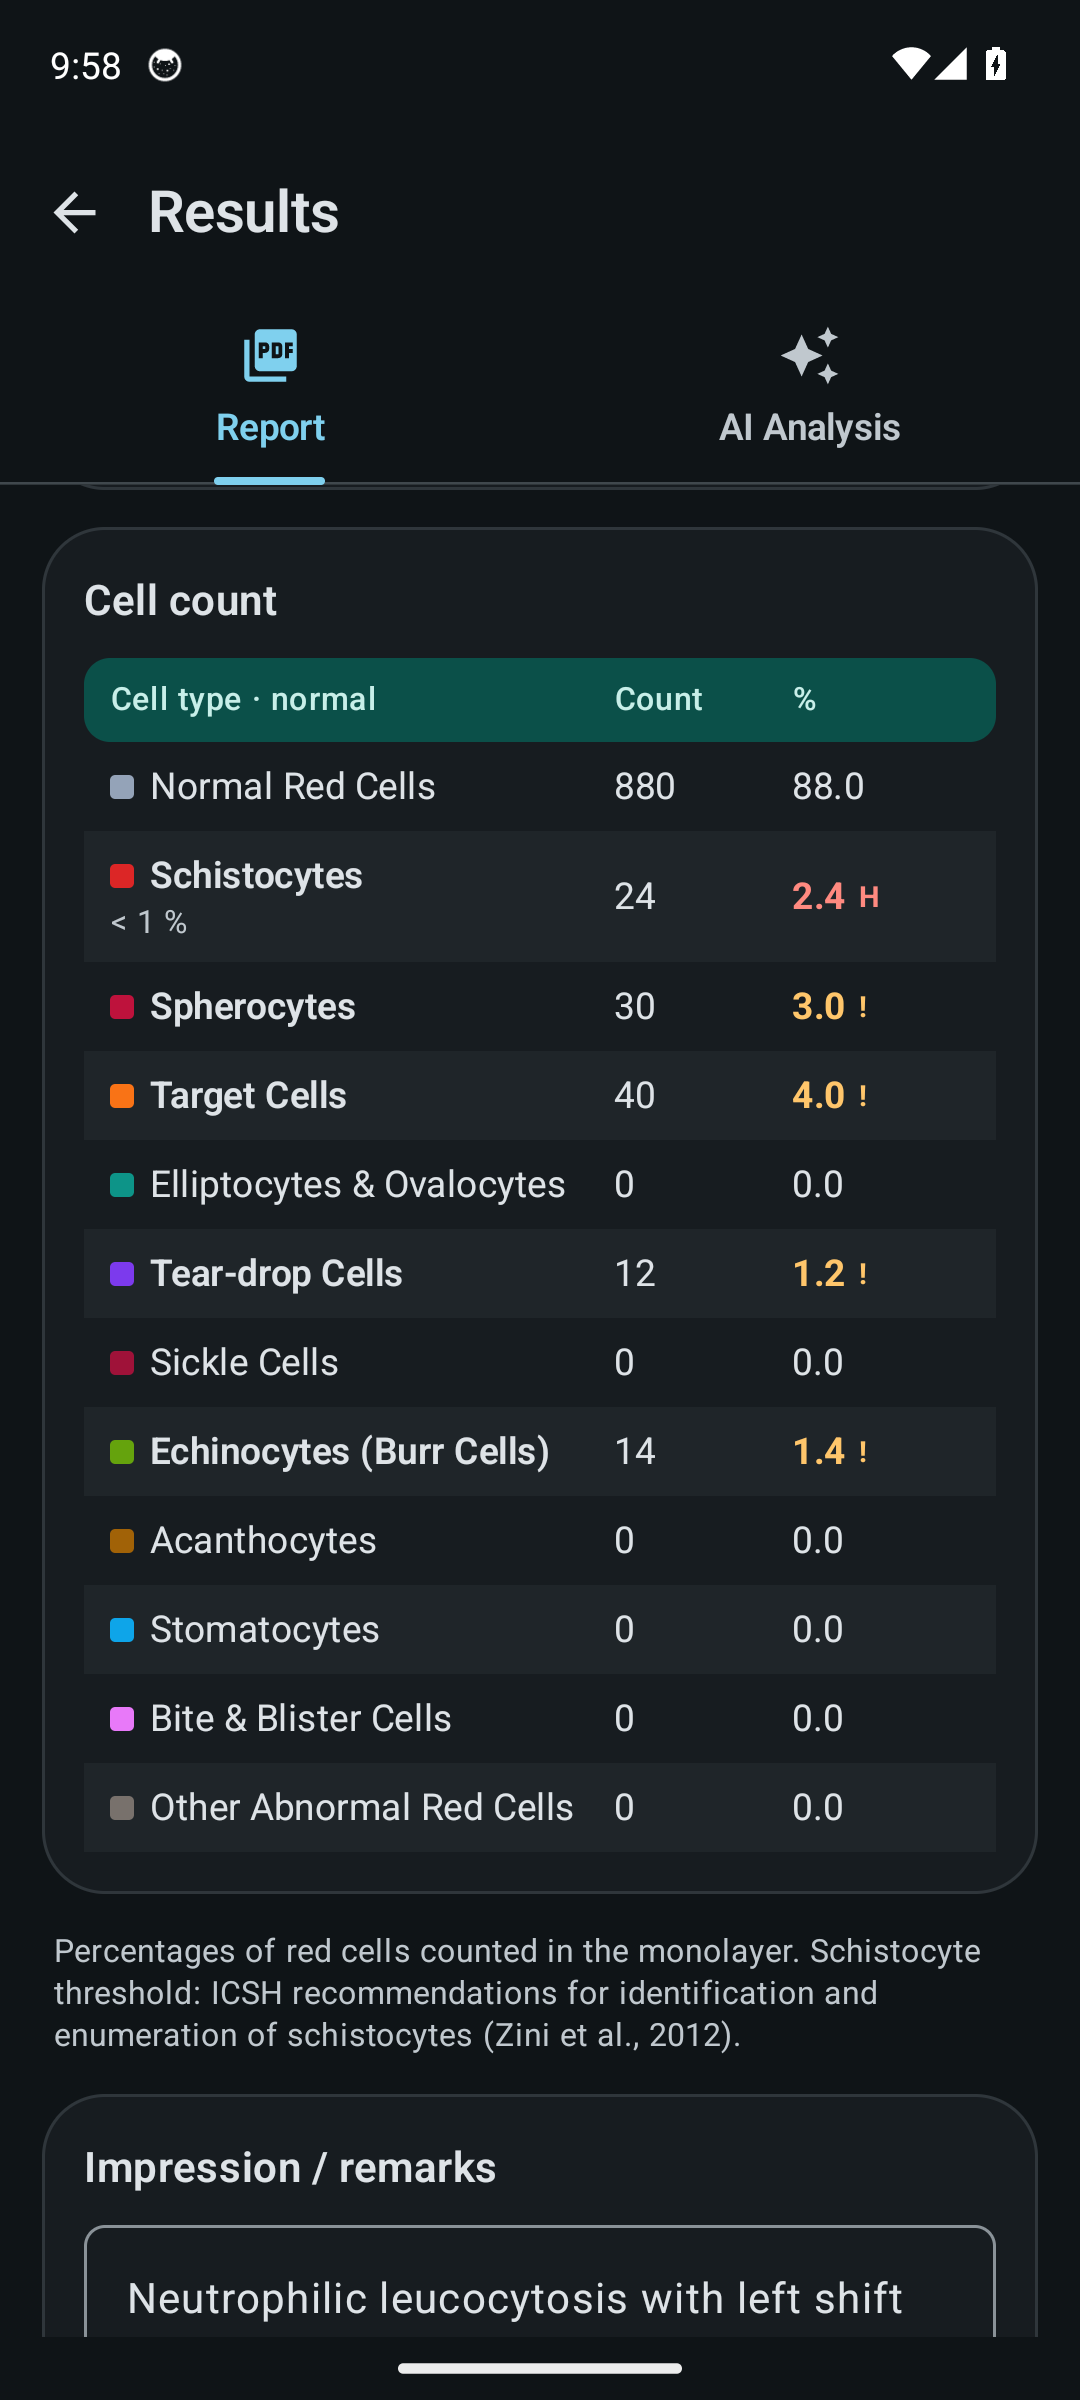 9:58
Results
PDF
Report
AI Analysis
Cell count
Cell type · normal Count %
Normal Red Cells 880 88.0
Schistocytes 24 2.4 H
< 1 %
Spherocytes 30 3.0 !
Target Cells 40 4.0 !
Elliptocytes & Ovalocytes 0 0.0
Tear-drop Cells 12 1.2 !
Sickle Cells 0 0.0
Echinocytes (Burr Cells) 14 1.4 !
Acanthocytes 0 0.0
Stomatocytes 0 0.0
Bite & Blister Cells 0 0.0
Other Abnormal Red Cells 0 0.0
Percentages of red cells counted in the monolayer. Schistocyte
threshold: ICSH recommendations for identification and
enumeration of schistocytes (Zini et al., 2012).
Impression / remarks
Neutrophilic leucocytosis with left shift